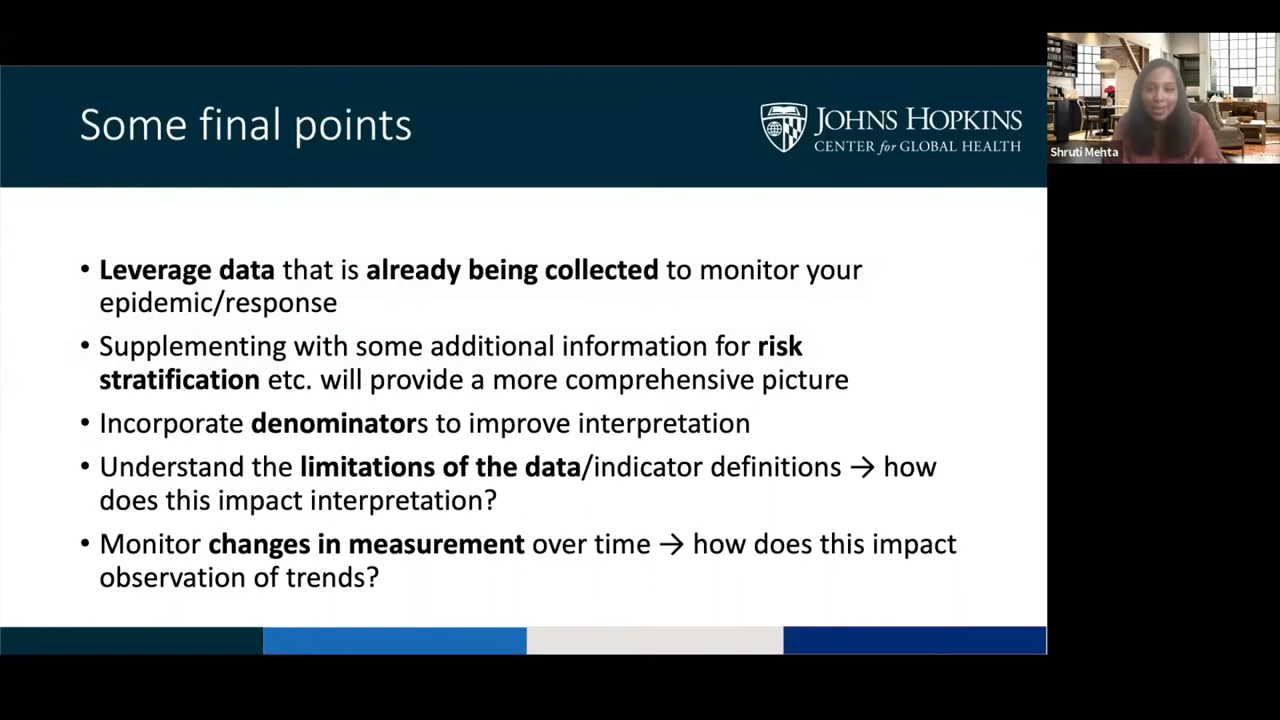 Some final points
JOHNS HOPKINS
CENTER for GLOBAL HEALTH
Shruti Mehta
• Leverage data that is already being collected to monitor your
epidemic/response
• Supplementing with some additional information for risk
stratification etc. will provide a more comprehensive picture
• Incorporate denominators to improve interpretation
• Understand the limitations of the data/indicator definitions → how
does this impact interpretation?
• Monitor changes in measurement over time → how does this impact
observation of trends?